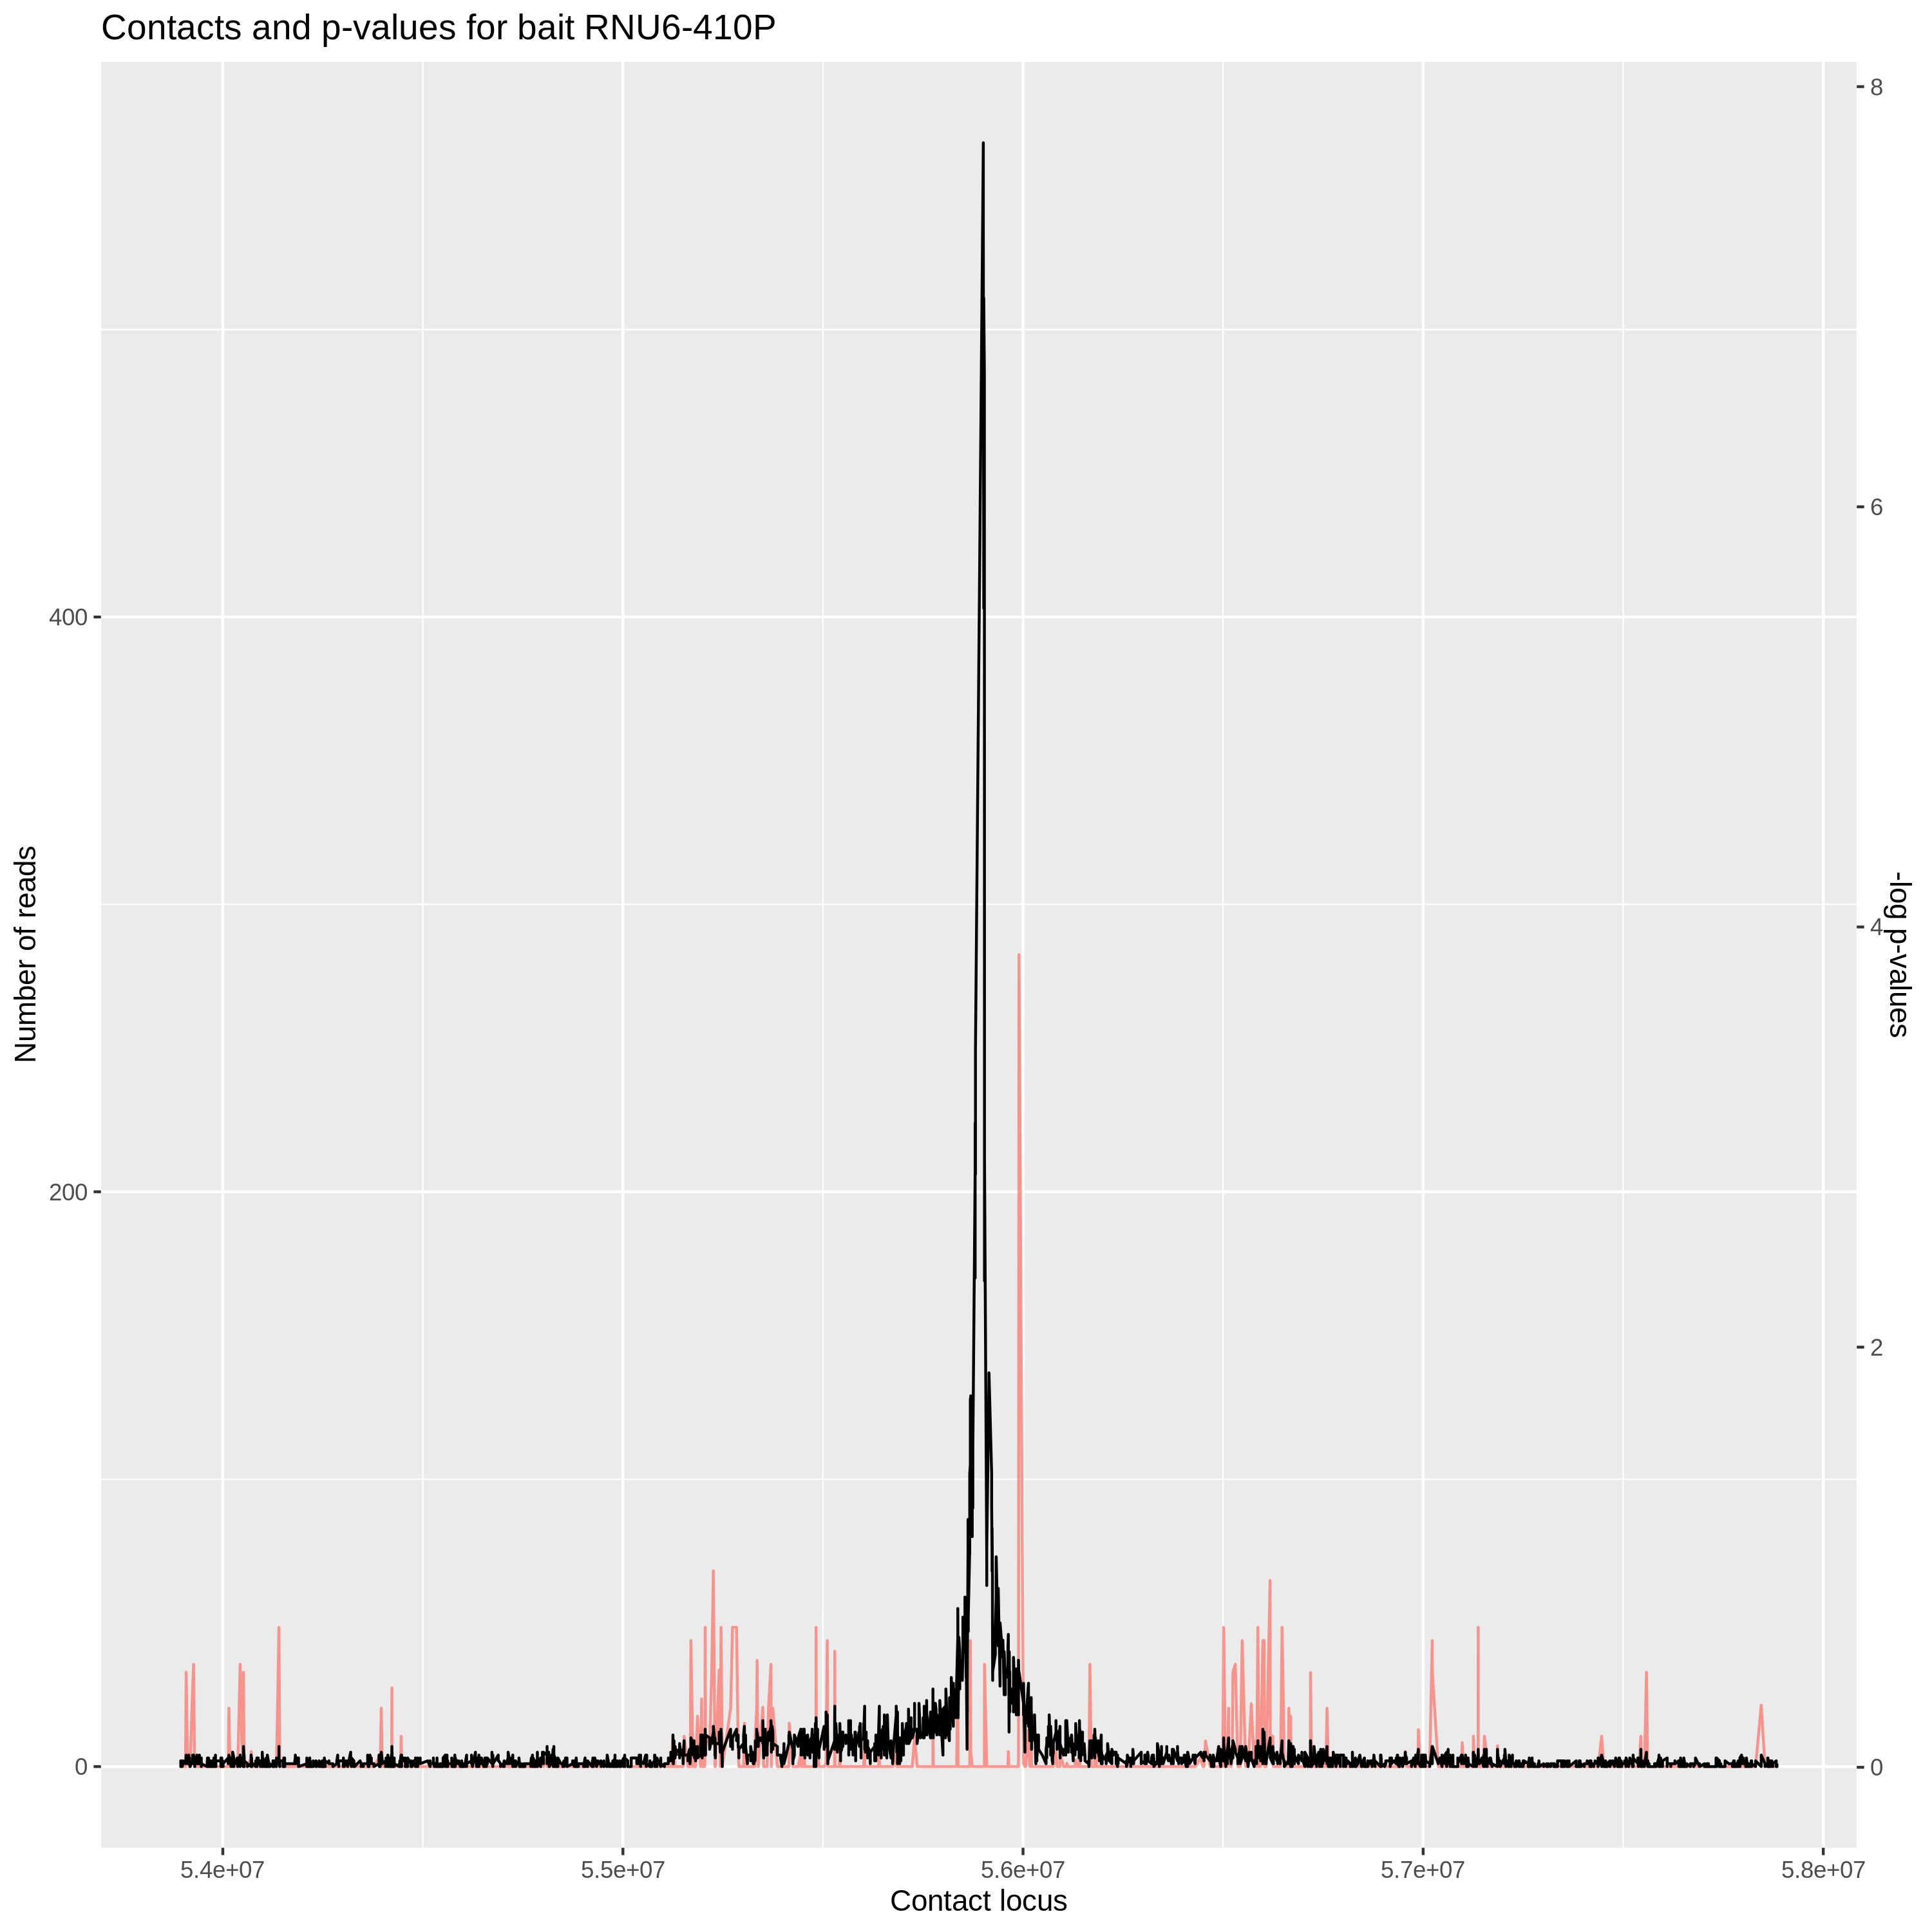 Contacts and p-values for bait RNU6-410P
Number of reads
400
200
0
8
6
4
2
0
-log p-values
5.4e+07 5.5e+07 5.6e+07 5.7e+07 5.8e+07
Contact locus